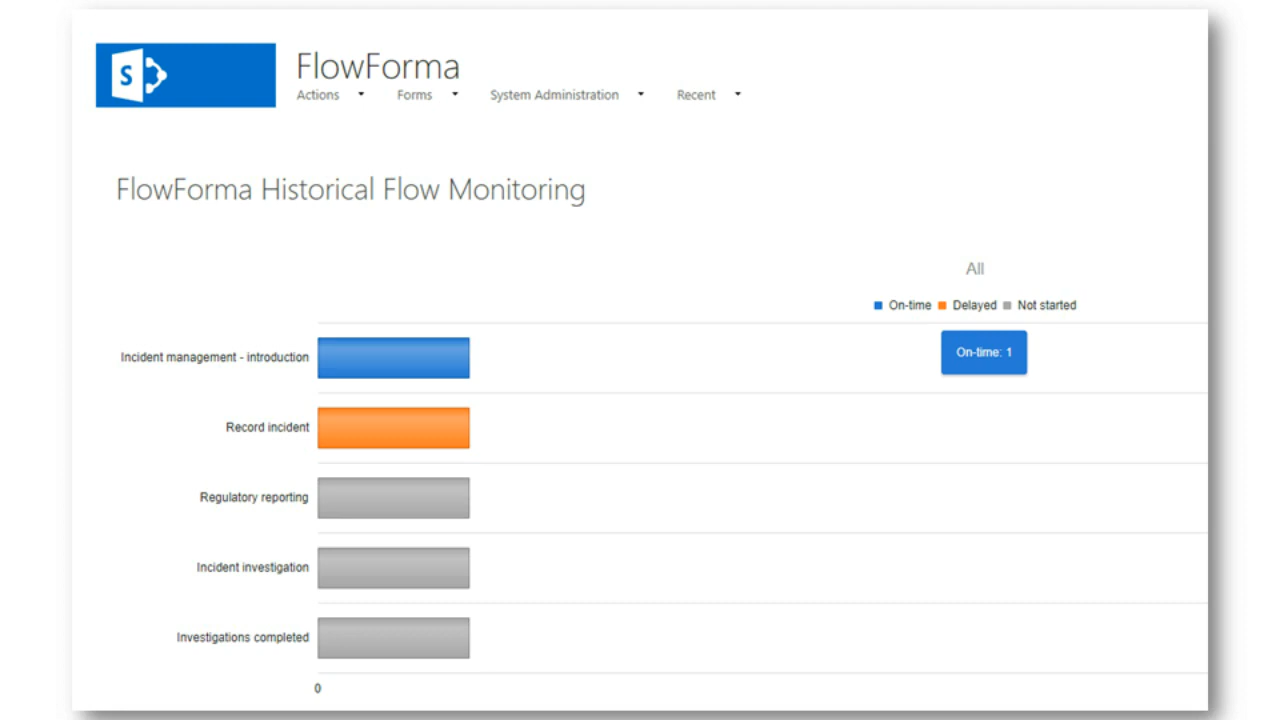 S
FlowForma
Actions Forms System Administration Recent
FlowForma Historical Flow Monitoring
All
On-time Delayed Not started
On-time: 1
Incident management - introduction
Record incident
Regulatory reporting
Incident investigation
Investigations completed
0